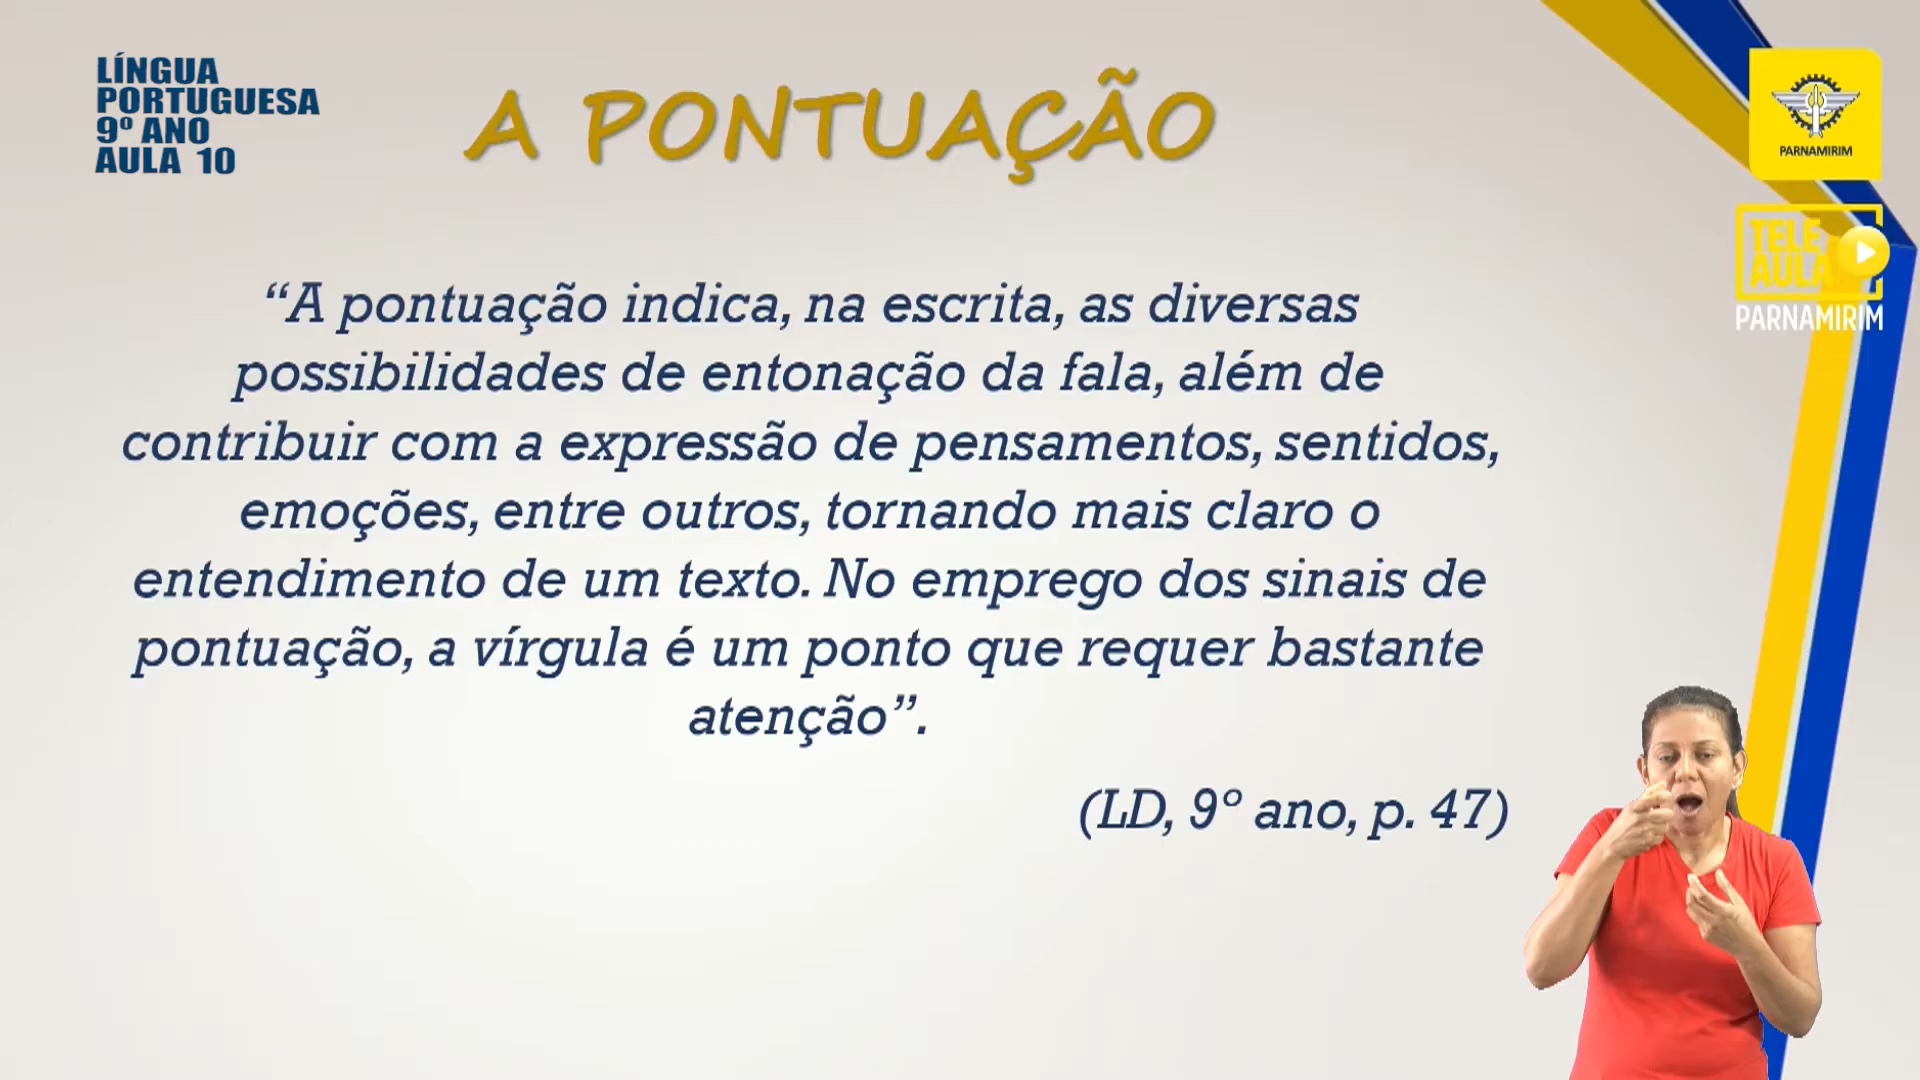 LÍNGUA
PORTUGUESA
9º ANO
AULA 10
A PONTUAÇÃO
PARNAMIRIM
TELE
AULA
PARNAMIRIM
“A pontuação indica, na escrita, as diversas
possibilidades de entonação da fala, além de
contribuir com a expressão de pensamentos, sentidos,
emoções, entre outros, tornando mais claro o
entendimento de um texto. No emprego dos sinais de
pontuação, a vírgula é um ponto que requer bastante
atenção”.
(LD, 9º ano, p. 47)